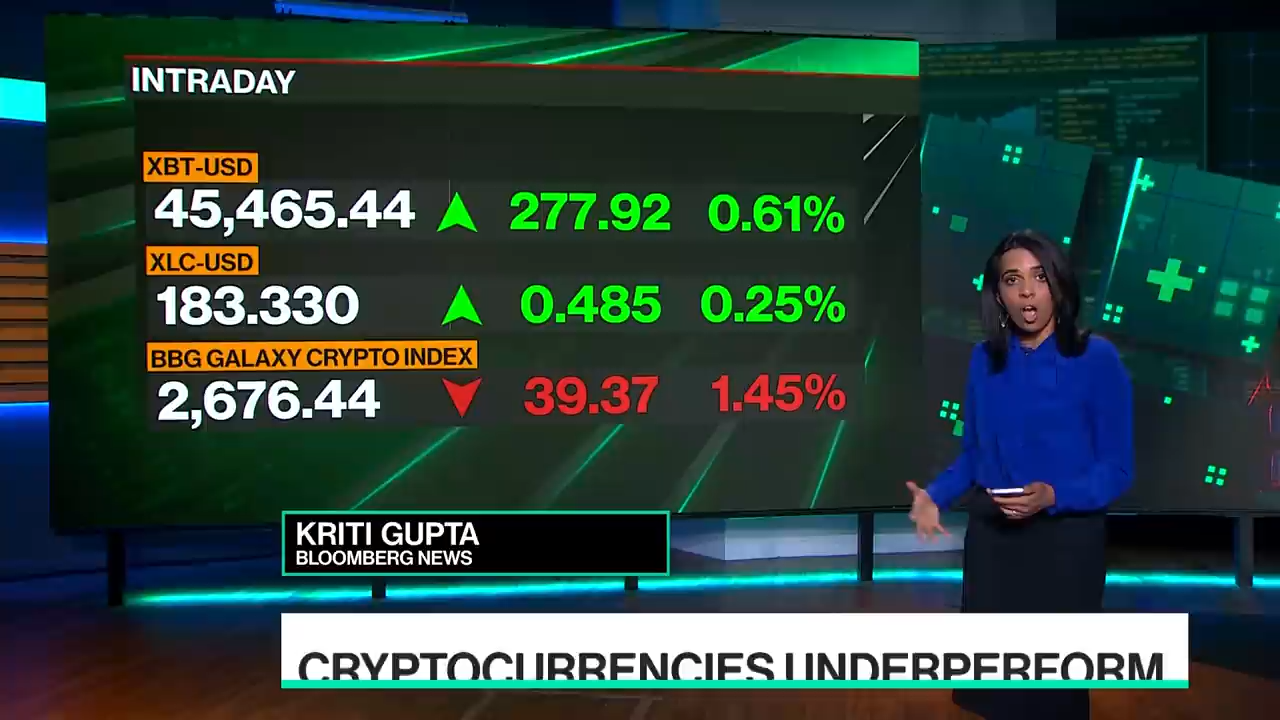 INTRADAY
XBT-USD
45,465.44 277.92 0.61%
XLC-USD
183.330 0.485 0.25%
BBG GALAXY CRYPTO INDEX
2,676.44 39.37 1.45%
KRITI GUPTA
BLOOMBERG NEWS
CRYPTOCURRENCIES UNDERPERFORM